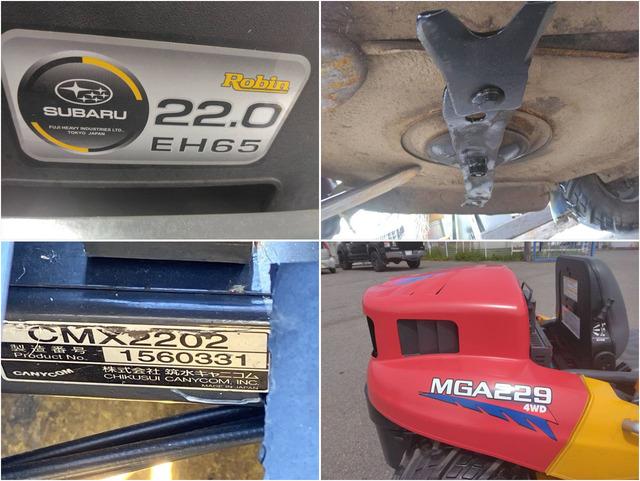 Robin
SUBARU
22.0
FUJI HEAVY INDUSTRIES LTD.,
TOKYO JAPAN
EH65
CMX2202
製造番号
Product No.
1560331
CANYCOM
株式会社 筑水キャニコム
CHIKUSUI CANYCOM, INC.
MADE IN JAPAN
MGA229
4WD